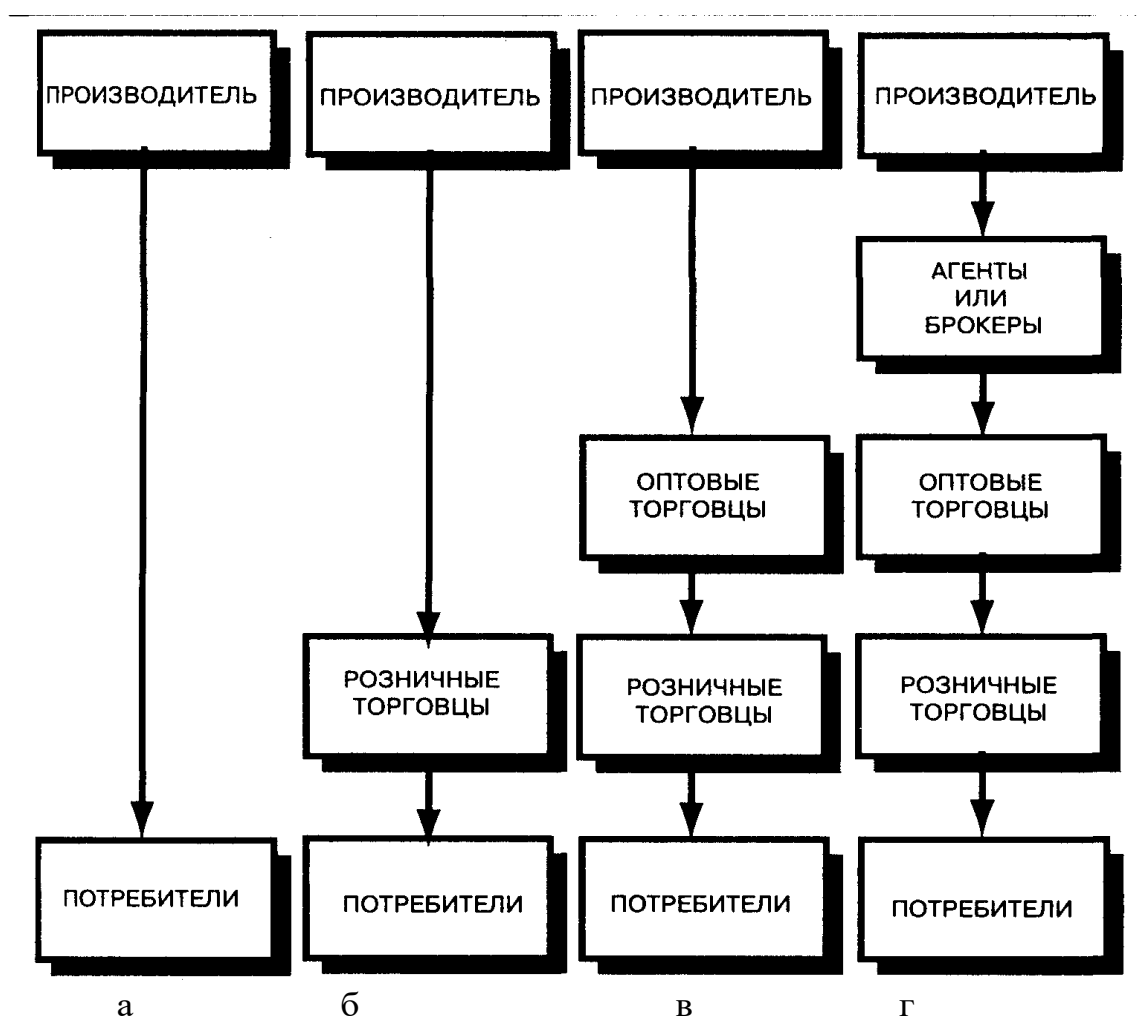 ПРОИЗВОДИТЕЛЬ
ПРОИЗВОДИТЕЛЬ
ПРОИЗВОДИТЕЛЬ
ПРОИЗВОДИТЕЛЬ
АГЕНТЫ
ИЛИ
БРОКЕРЫ
ОПТОВЫЕ
ТОРГОВЦЫ
ОПТОВЫЕ
ТОРГОВЦЫ
РОЗНИЧНЫЕ
ТОРГОВЦЫ
РОЗНИЧНЫЕ
ТОРГОВЦЫ
РОЗНИЧНЫЕ
ТОРГОВЦЫ
ПОТРЕБИТЕЛИ
ПОТРЕБИТЕЛИ
ПОТРЕБИТЕЛИ
ПОТРЕБИТЕЛИ
а
б
в
г